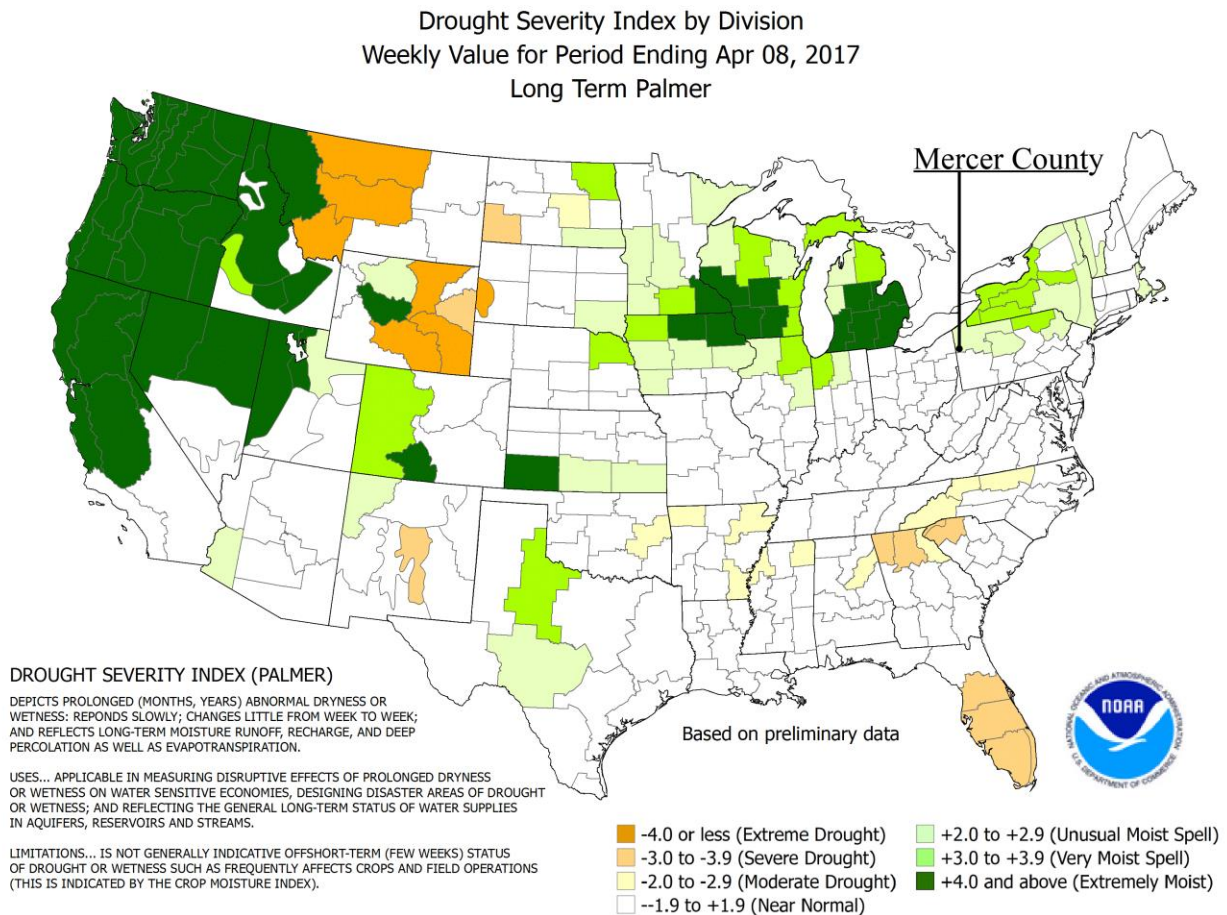 Drought Severity Index by Division
Weekly Value for Period Ending Apr 08, 2017
Long Term Palmer
Mercer County
DROUGHT SEVERITY INDEX (PALMER)
DEPICTS PROLONGED (MONTHS, YEARS) ABNORMAL DRYNESS OR
WETNESS: REPONDS SLOWLY; CHANGES LITTLE FROM WEEK TO WEEK;
AND REFLECTS LONG-TERM MOISTURE RUNOFF, RECHARGE, AND DEEP
PERCOLATION AS WELL AS EVAPOTRANSPIRATION.
USES... APPLICABLE IN MEASURING DISRUPTIVE EFFECTS OF PROLONGED DRYNESS
OR WETNESS ON WATER SENSITIVE ECONOMIES, DESIGNING DISASTER AREAS OF DROUGHT
OR WETNESS; AND REFLECTING THE GENERAL LONG-TERM STATUS OF WATER SUPPLIES
IN AQUIFERS, RESERVOIRS AND STREAMS.
LIMITATIONS... IS NOT GENERALLY INDICATIVE OFFSHORT-TERM (FEW WEEKS) STATUS
OF DROUGHT OR WETNESS SUCH AS FREQUENTLY AFFECTS CROPS AND FIELD OPERATIONS
(THIS IS INDICATED BY THE CROP MOISTURE INDEX).
Based on preliminary data
NATIONAL OCEANIC AND ATMOSPHERIC ADMINISTRATION
NOAA
U.S. DEPARTMENT OF COMMERCE
-4.0 or less (Extreme Drought)
-3.0 to -3.9 (Severe Drought)
-2.0 to -2.9 (Moderate Drought)
--1.9 to +1.9 (Near Normal)
+2.0 to +2.9 (Unusual Moist Spell)
+3.0 to +3.9 (Very Moist Spell)
+4.0 and above (Extremely Moist)